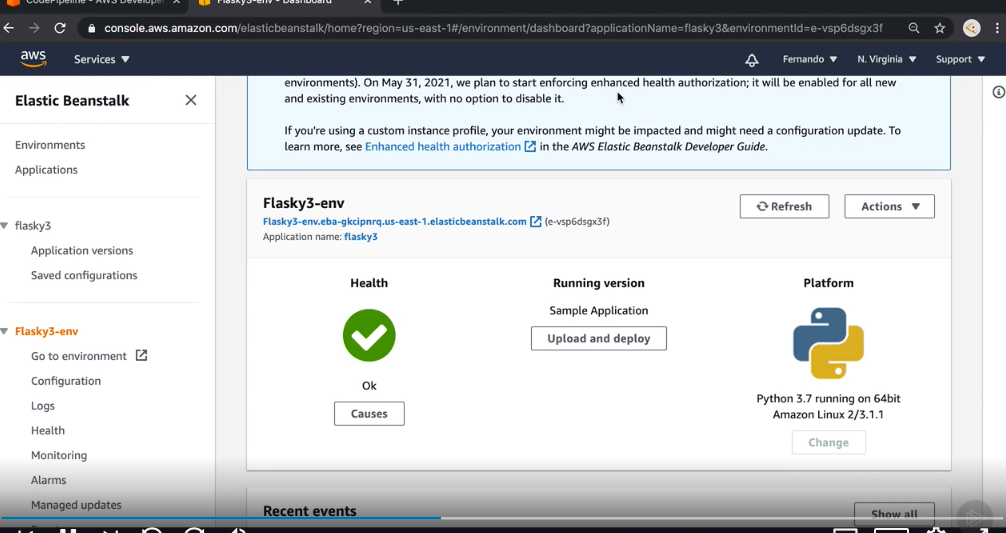 CodePipeline - AWS Developer
Flasky3-env - Dashboard
console.aws.amazon.com/elasticbeanstalk/home?region=us-east-1#/environment/dashboard?applicationName=flasky3&environmentId=e-vsp6dsgx3f
aws
Services
Fernando
N. Virginia
Support
Elastic Beanstalk
Environments
Applications
flasky3
Application versions
Saved configurations
Flasky3-env
Go to environment
Configuration
Logs
Health
Monitoring
Alarms
Managed updates
environments). On May 31, 2021, we plan to start enforcing enhanced health authorization; it will be enabled for all new
and existing environments, with no option to disable it.
If you're using a custom instance profile, your environment might be impacted and might need a configuration update. To
learn more, see Enhanced health authorization in the AWS Elastic Beanstalk Developer Guide.
Flasky3-env
Refresh
Actions
Flasky3-env.eba-gkcipnrq.us-east-1.elasticbeanstalk.com (e-vsp6dsgx3f)
Application name: flasky3
Health
Ok
Causes
Running version
Sample Application
Upload and deploy
Platform
Python 3.7 running on 64bit
Amazon Linux 2/3.1.1
Change
Recent events
Show all